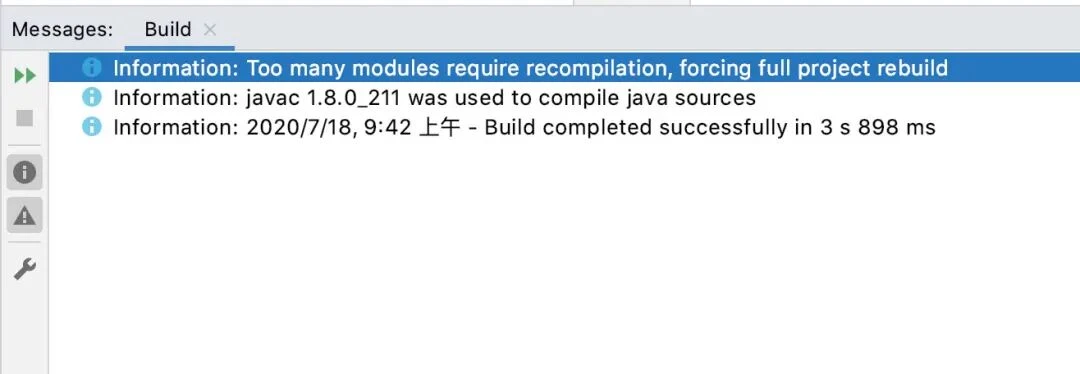 Messages: Build
Information: Too many modules require recompilation, forcing full project rebuild
Information: javac 1.8.0_211 was used to compile java sources
Information: 2020/7/18, 9:42 上午 - Build completed successfully in 3 s 898 ms